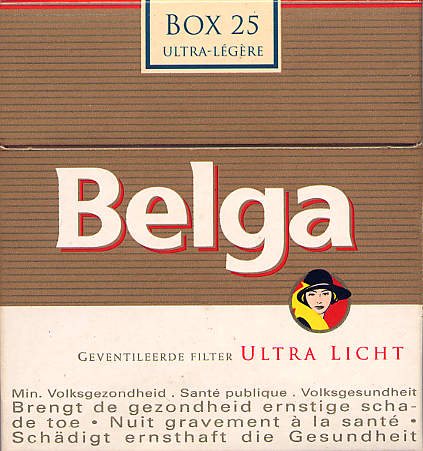 BOX 25
ULTRA-LÉGÈRE
Belga
GEVENTILEERDE FILTER ULTRA LICHT
Min. Volksgezondheid . Santé publique . Volksgesundheit
Brengt de gezondheid ernstige scha-
de toe • Nuit gravement à la santé •
Schädigt ernsthaft die Gesundheit